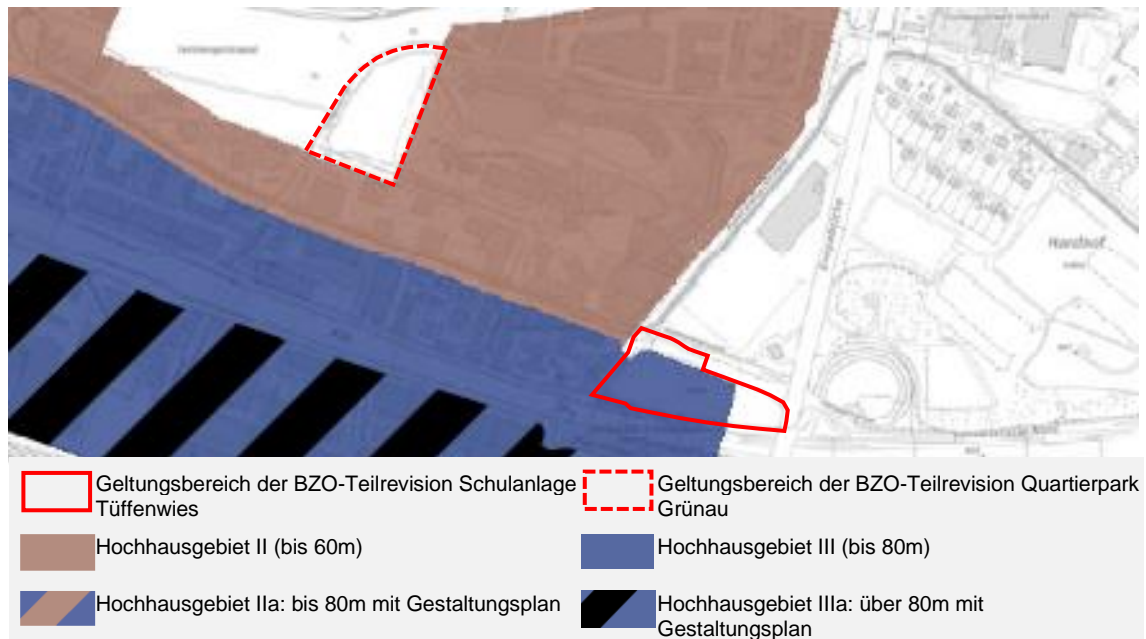 Hardhof
Geltungsbereich der BZO-Teilrevision Schulanlage
Tüffenwies
Geltungsbereich der BZO-Teilrevision Quartierpark
Grünau
Hochhausgebiet II (bis 60m)
Hochhausgebiet III (bis 80m)
Hochhausgebiet IIa: bis 80m mit Gestaltungsplan
Hochhausgebiet IIIa: über 80m mit
Gestaltungsplan